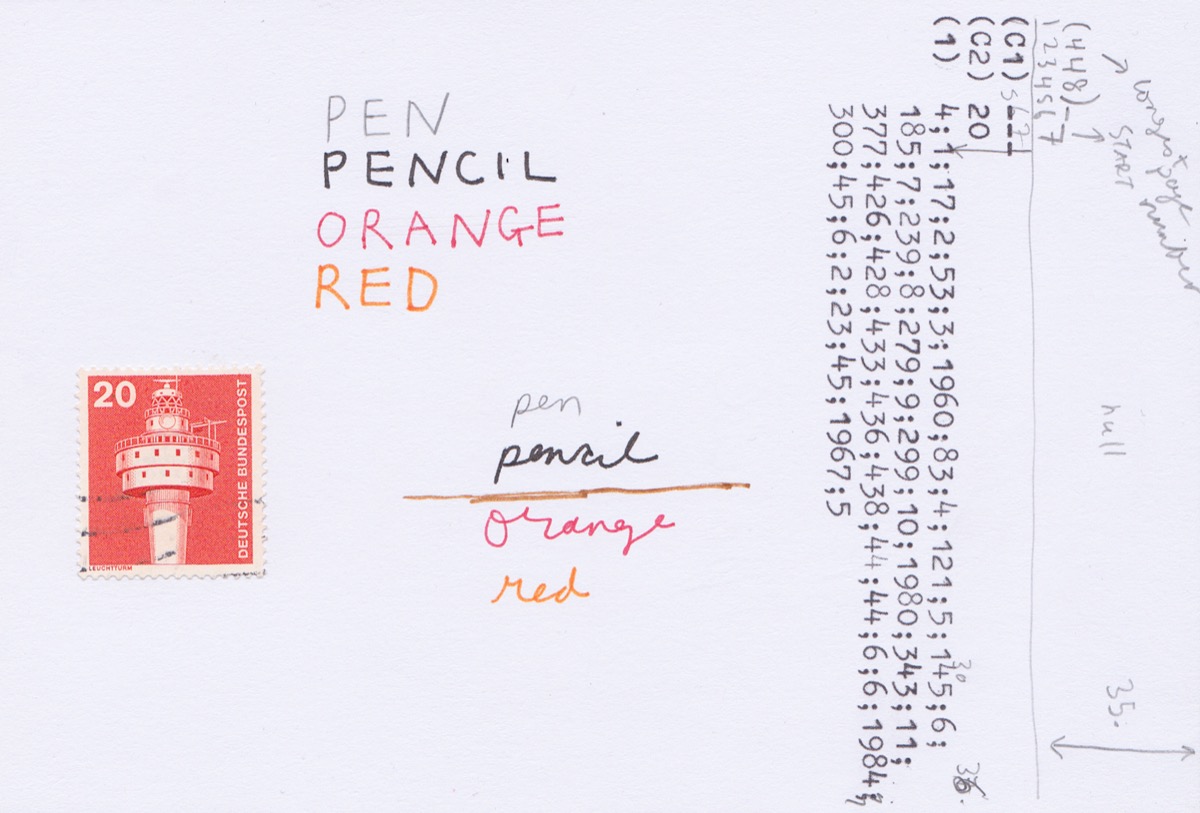 PEN
PENCIL
ORANGE
RED
20
DEUTSCHE BUNDESPOST
LEUCHTTURM
pen
pencil
orange
red
longest page number
START
(448)-
1234567
(C1) ---
567
(C2) 20
(1) 4;1;17;2;53;3;1960;83;4;121;5;145;6;
185;7;239;8;279;9;299;10;1980;343;11;
377;426;428;433;436;438;44;44;6;6;1984;
300;45;6;2;23;45;1967;5
30
36.
null
35.